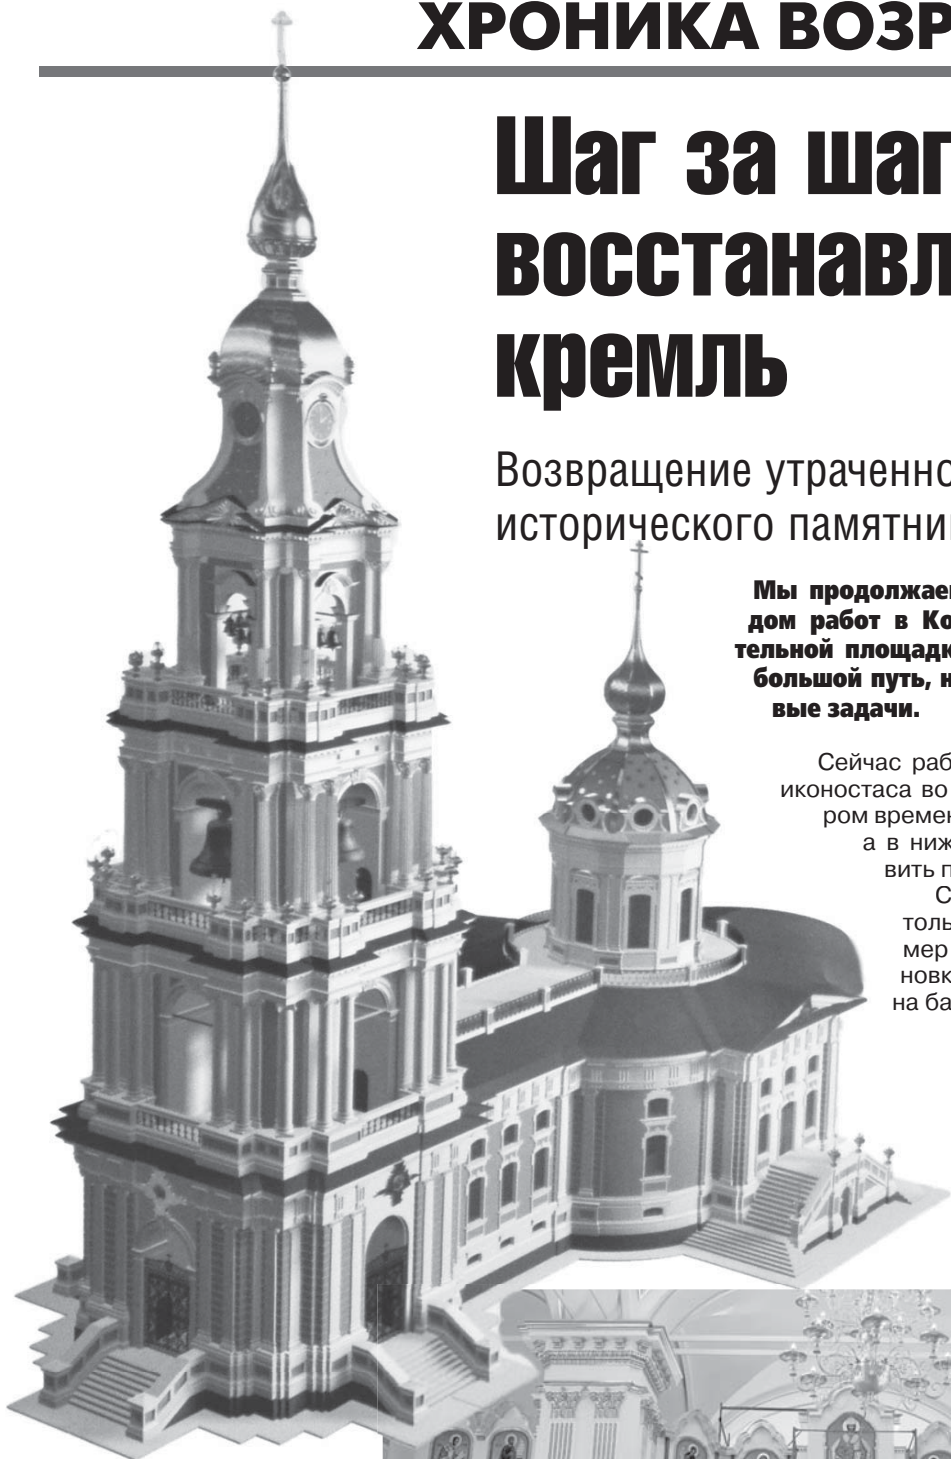 ХРОНИКА ВОЗР
Шаг за шаг
восстанавл
кремль
Возвращение утраченно
исторического памятни
Мы продолжаем
дом работ в Ко
тельной площадк
большой путь, н
вые задачи.
Сейчас раб
иконостаса во
ром времен
а в ниж
вить п
С
толь
мер
новк
на ба